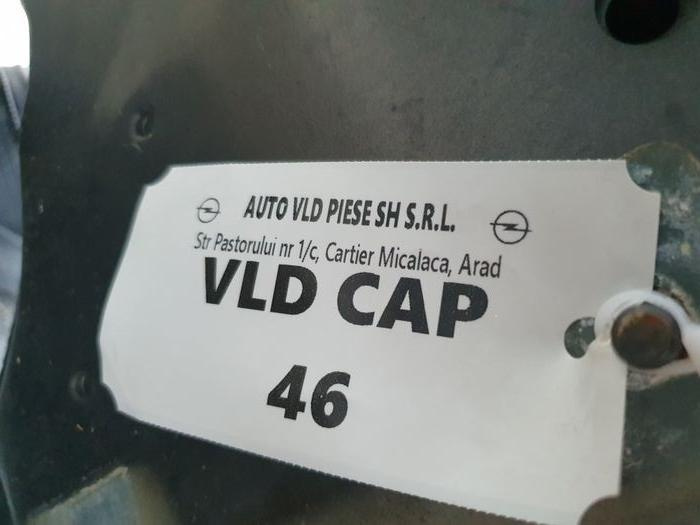 AUTO VLD PIESE SH S.R.L.
Str Pastorului nr 1/c, Cartier Micalaca, Arad
VLD CAP
46